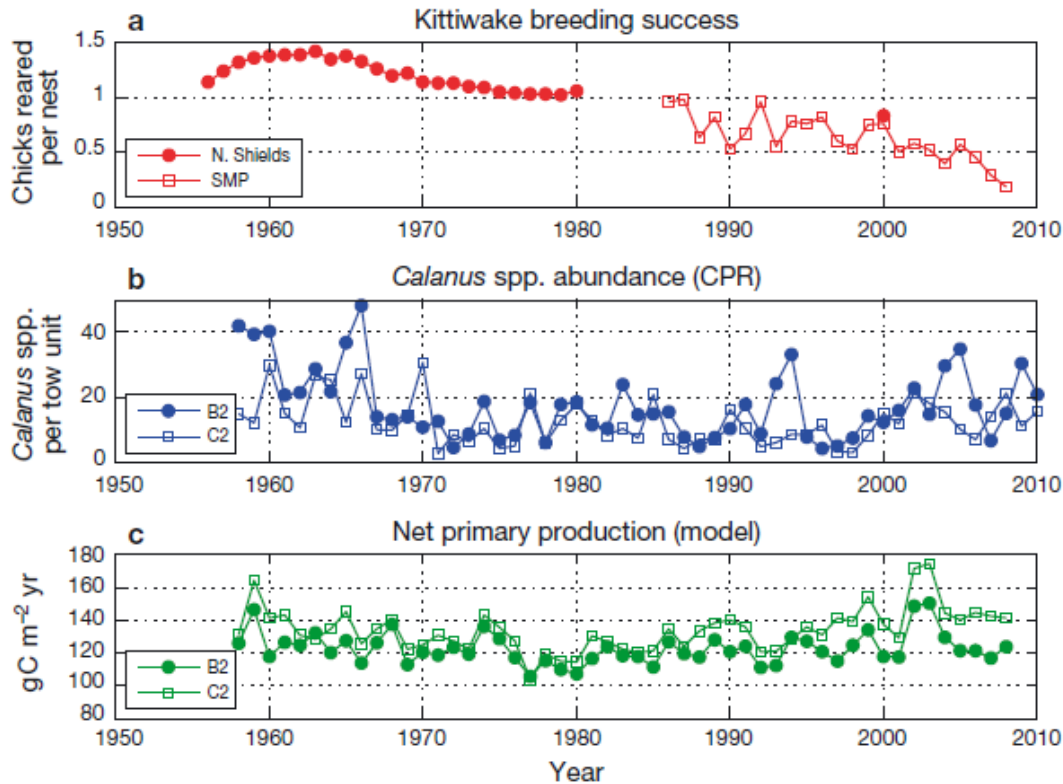 a Kittiwake breeding success
Chicks reared
per nest
1.5
1
0.5
0
N. Shields
SMP
1950 1960 1970 1980 1990 2000 2010
b Calanus spp. abundance (CPR)
Calanus spp.
per tow unit
40
20
0
B2
C2
1950 1960 1970 1980 1990 2000 2010
c Net primary production (model)
gC m⁻² yr
180
160
140
120
100
80
B2
C2
1950 1960 1970 1980 1990 2000 2010
Year